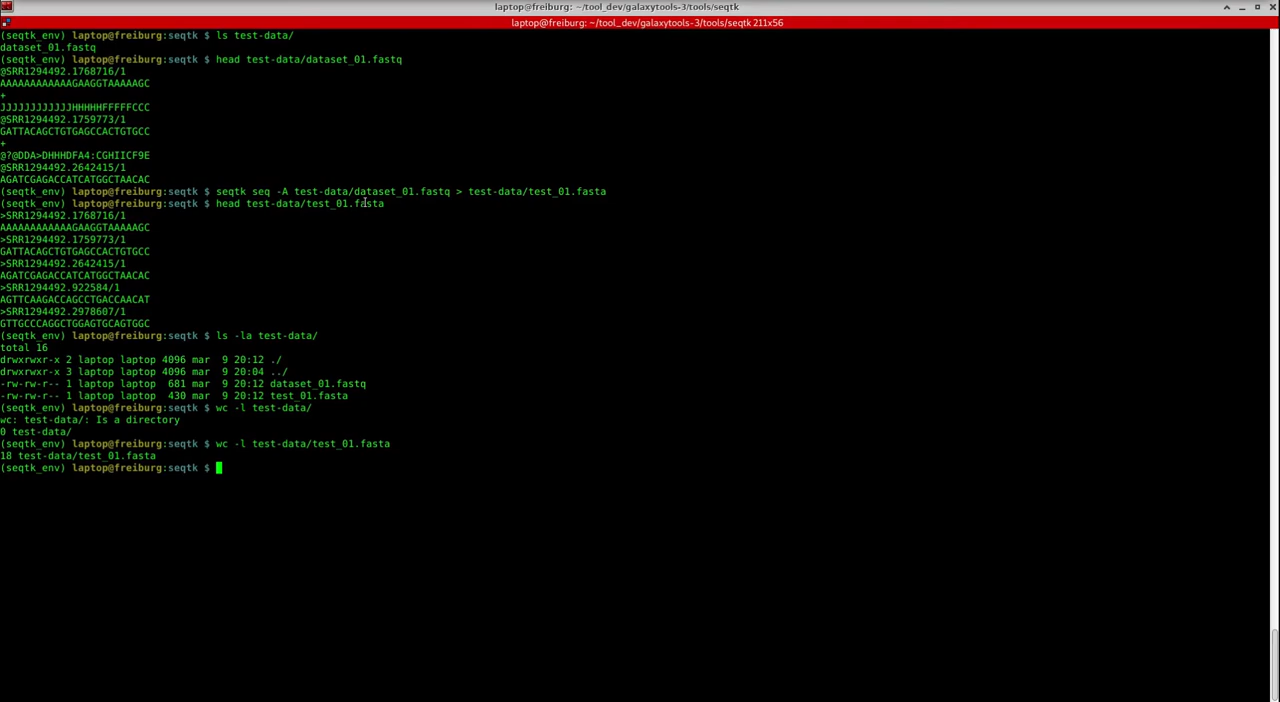 laptop@freiburg: ~/tool_dev/galaxytools-3/tools/seqtk
laptop@freiburg: ~/tool_dev/galaxytools-3/tools/seqtk 211x56
(seqtk_env) laptop@freiburg:seqtk $ ls test-data/
dataset_01.fastq
(seqtk_env) laptop@freiburg:seqtk $ head test-data/dataset_01.fastq
@SRR1294492.1768716/1
AAAAAAAAAAAAGAAGGTAAAAAGC
+
JJJJJJJJJJJJHHHHHFFFFFCCC
@SRR1294492.1759773/1
GATTACAGCTGTGAGCCACTGTGCC
+
@?@DDA>DHHHDFA4:CGHIICF9E
@SRR1294492.2642415/1
AGATCGAGACCATCATGGCTAACAC
(seqtk_env) laptop@freiburg:seqtk $ seqtk seq -A test-data/dataset_01.fastq > test-data/test_01.fasta
(seqtk_env) laptop@freiburg:seqtk $ head test-data/test_01.fasta
>SRR1294492.1768716/1
AAAAAAAAAAAAGAAGGTAAAAAGC
>SRR1294492.1759773/1
GATTACAGCTGTGAGCCACTGTGCC
>SRR1294492.2642415/1
AGATCGAGACCATCATGGCTAACAC
>SRR1294492.922584/1
AGTTCAAGACCAGCCTGACCAACAT
>SRR1294492.2978607/1
GTTGCCCAGGCTGGAGTGCAGTGGC
(seqtk_env) laptop@freiburg:seqtk $ ls -la test-data/
total 16
drwxrwxr-x 2 laptop laptop 4096 mar  9 20:12 ./
drwxrwxr-x 3 laptop laptop 4096 mar  9 20:04 ../
-rw-rw-r-- 1 laptop laptop  681 mar  9 20:12 dataset_01.fastq
-rw-rw-r-- 1 laptop laptop  430 mar  9 20:12 test_01.fasta
(seqtk_env) laptop@freiburg:seqtk $ wc -l test-data/
wc: test-data/: Is a directory
0 test-data/
(seqtk_env) laptop@freiburg:seqtk $ wc -l test-data/test_01.fasta
18 test-data/test_01.fasta
(seqtk_env) laptop@freiburg:seqtk $